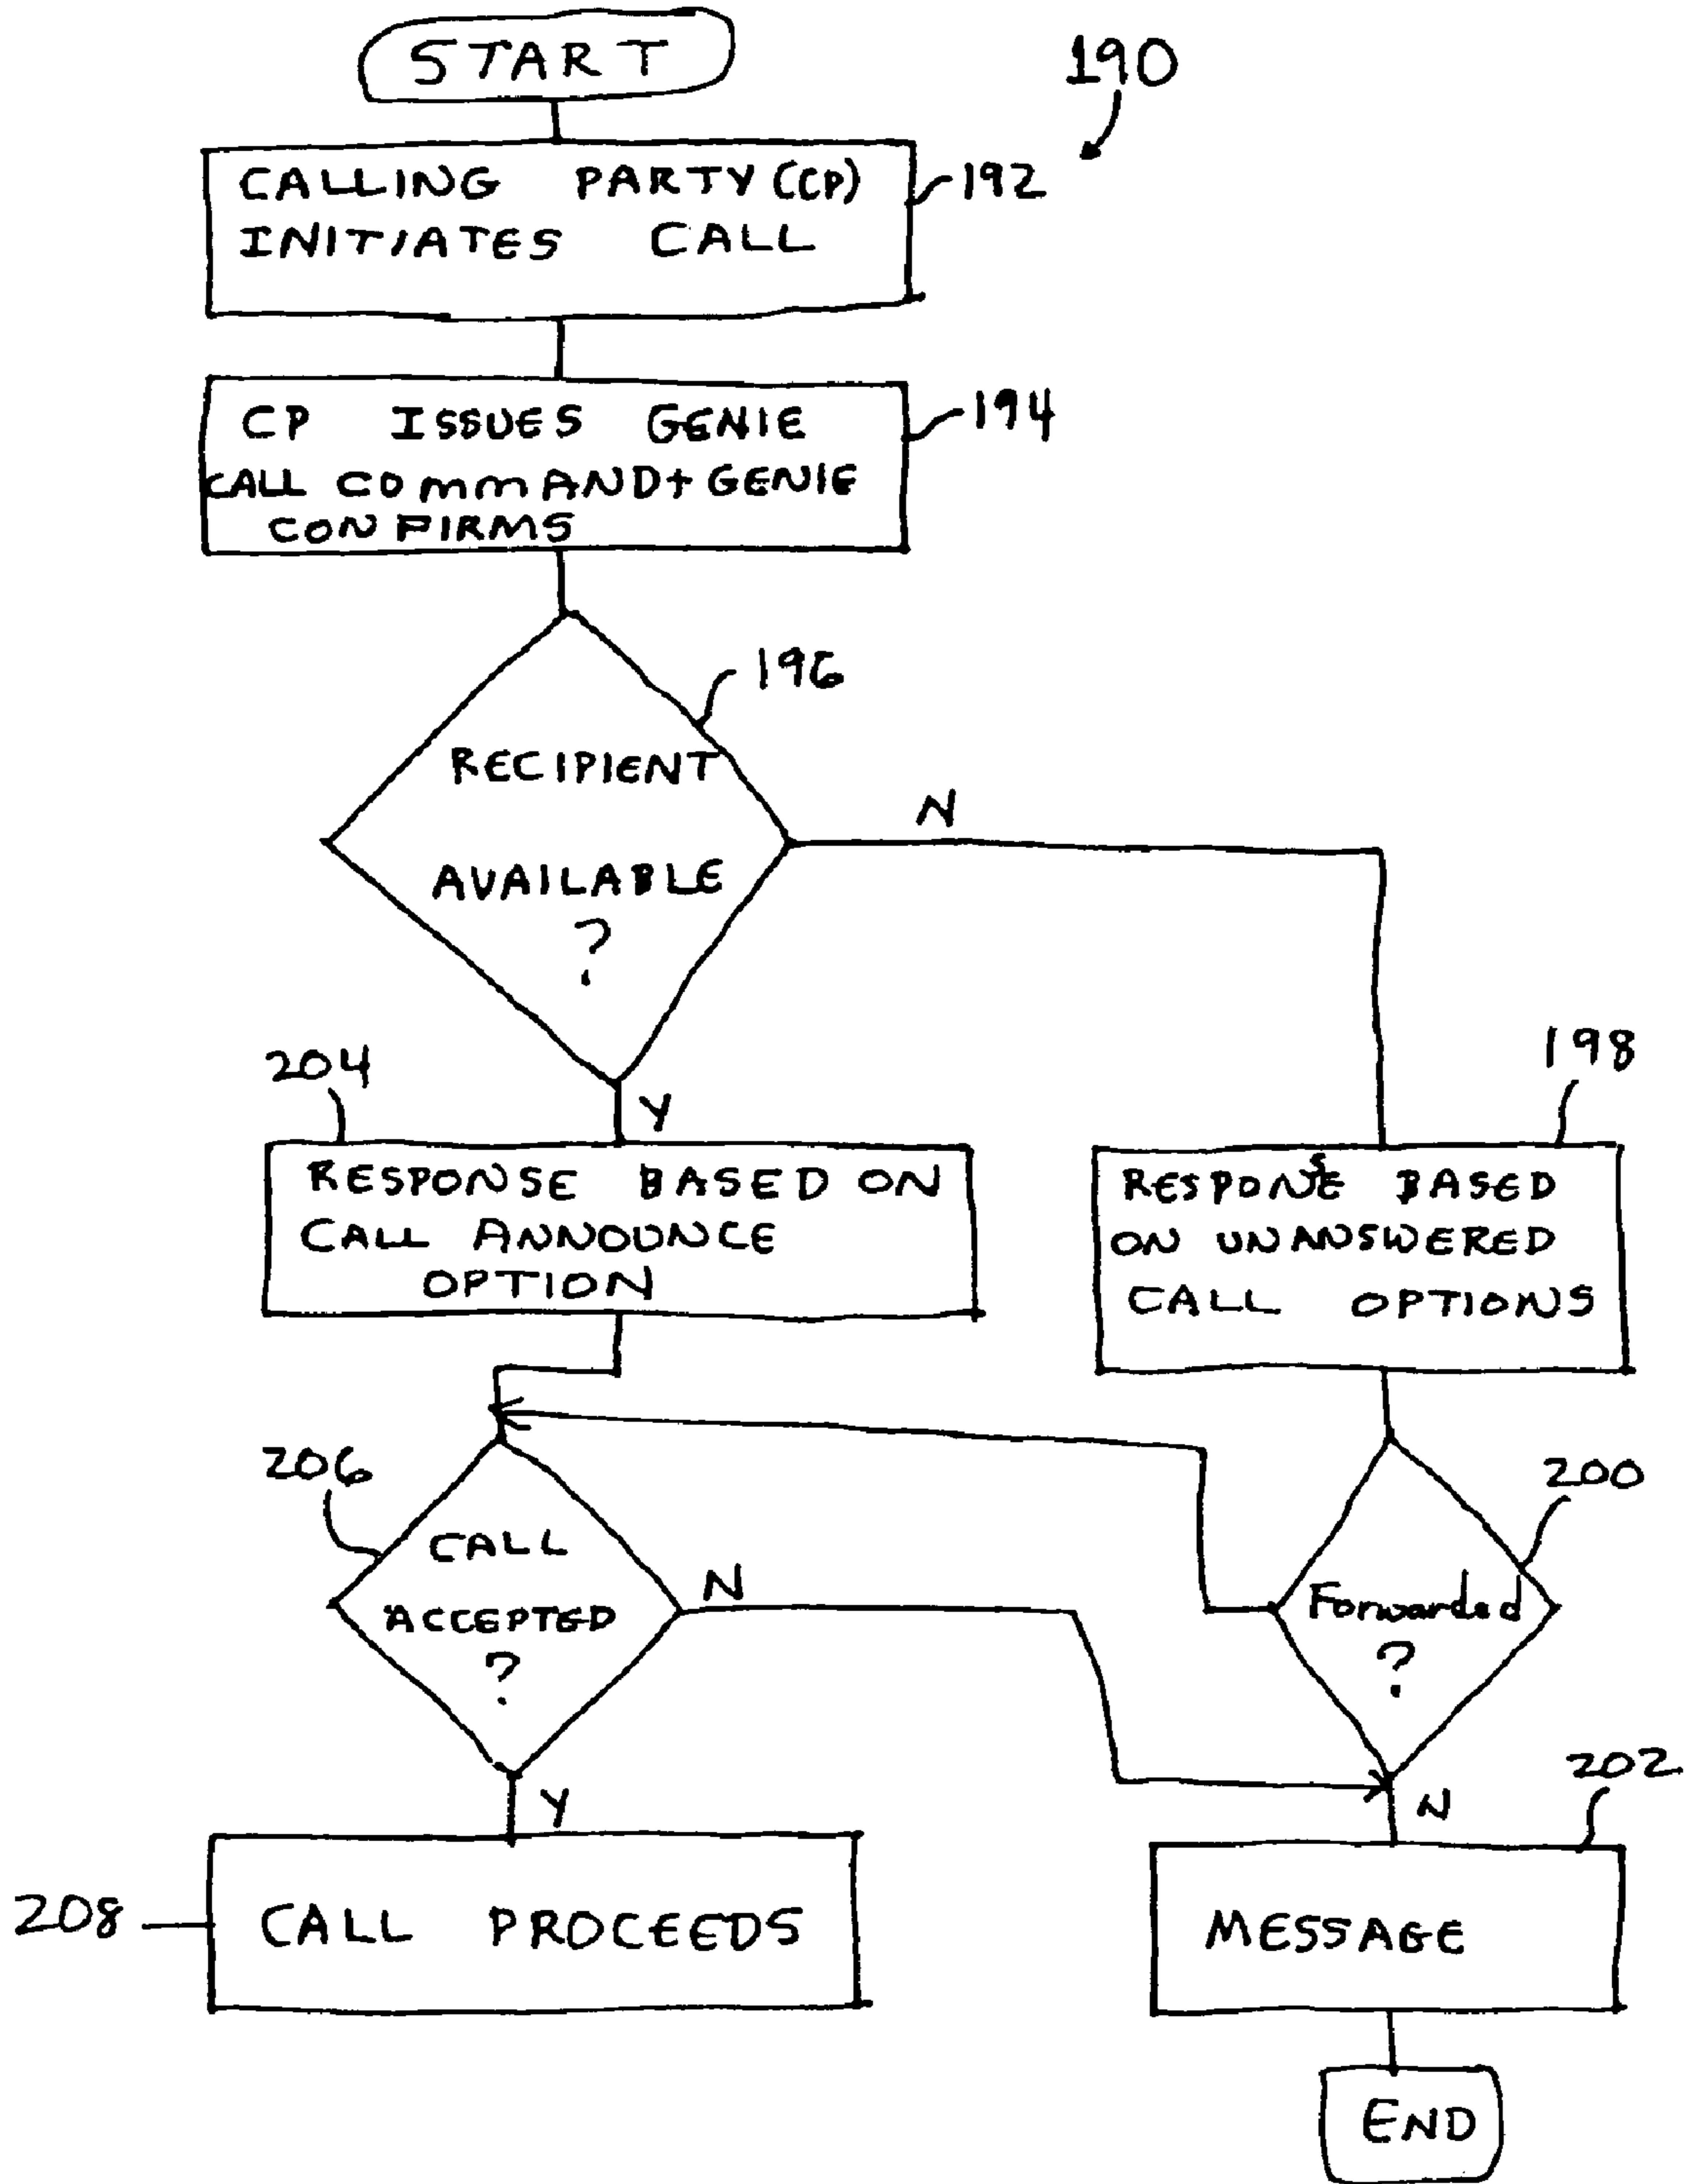 START
190
CALLING PARTY (CP)
INITIATES CALL
192
CP ISSUES GENIE
CALL COMMAND + GENIE
CONFIRMS
194
196
RECIPIENT
AVAILABLE
?
N
Y
204
RESPONSE BASED ON
CALL ANNOUNCE
OPTION
198
RESPONSE BASED
ON UNANSWERED
CALL OPTIONS
206
CALL
ACCEPTED
?
N
Y
200
Forwarded
?
N
202
208
CALL PROCEEDS
MESSAGE
END